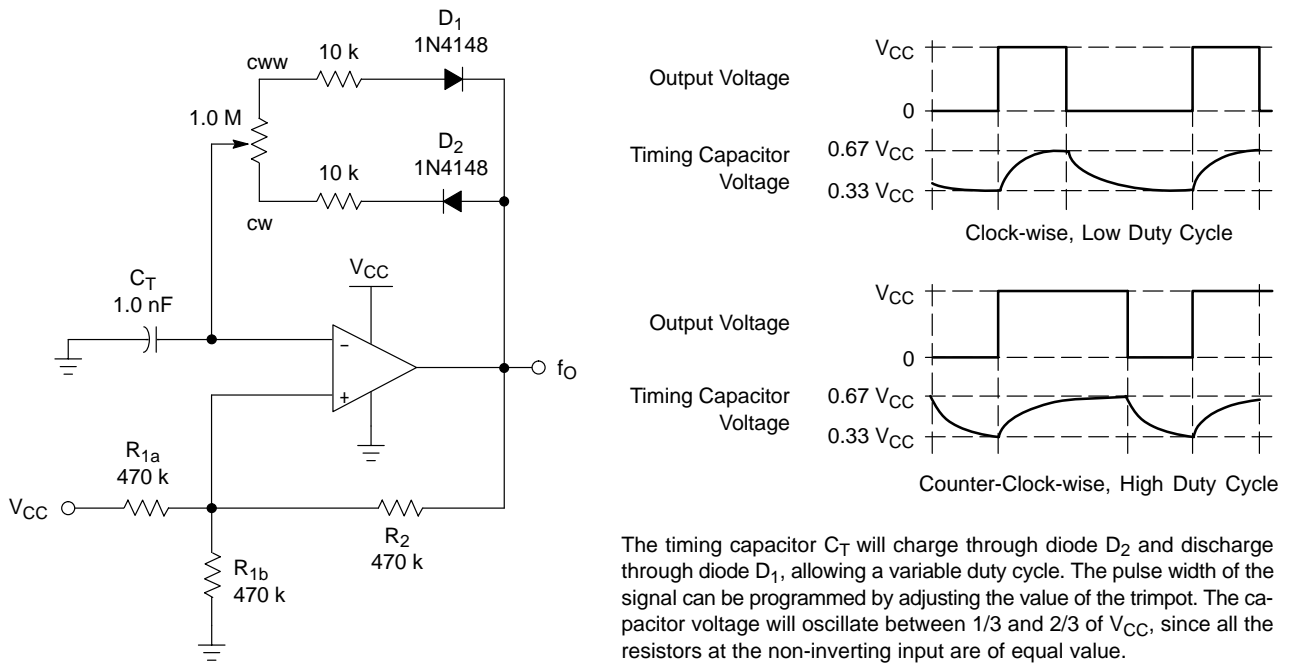 D1
1N4148
10 k
cww
1.0 M
D2
1N4148
10 k
cw
CT
1.0 nF
VCC
−
+
fO
R1a
470 k
VCC
R2
470 k
R1b
470 k
Output Voltage
VCC
0
Timing Capacitor
Voltage
0.67 VCC
0.33 VCC
Clock-wise, Low Duty Cycle
Output Voltage
VCC
0
Timing Capacitor
Voltage
0.67 VCC
0.33 VCC
Counter-Clock-wise, High Duty Cycle
The timing capacitor CT will charge through diode D2 and discharge
through diode D1, allowing a variable duty cycle. The pulse width of the
signal can be programmed by adjusting the value of the trimpot. The ca-
pacitor voltage will oscillate between 1/3 and 2/3 of VCC, since all the
resistors at the non-inverting input are of equal value.